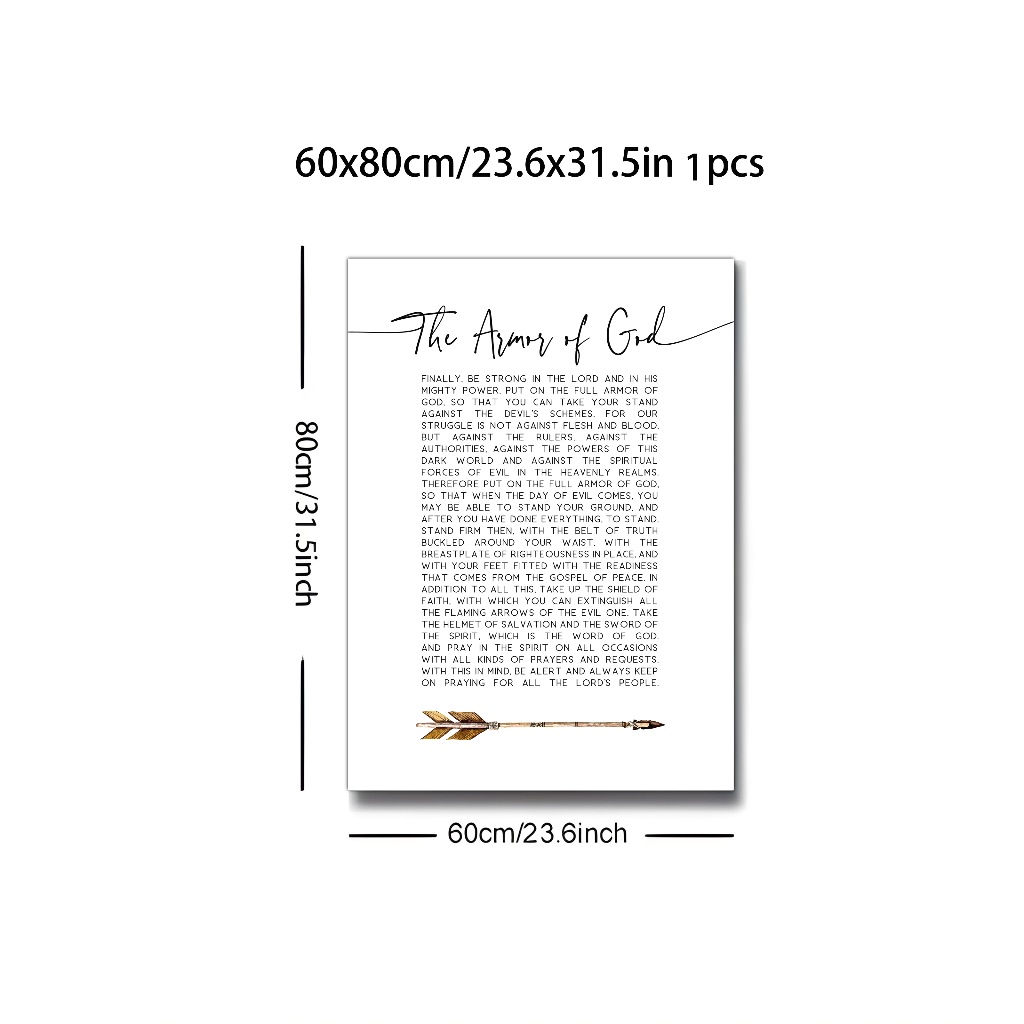 60x80cm/23.6x31.5in 1pcs
The Armor of God
FINALLY, BE STRONG IN THE LORD AND IN HIS
MIGHTY POWER. PUT ON THE FULL ARMOR OF
GOD, SO THAT YOU CAN TAKE YOUR STAND
AGAINST THE DEVIL'S SCHEMES. FOR OUR
STRUGGLE IS NOT AGAINST FLESH AND BLOOD,
BUT AGAINST THE RULERS, AGAINST THE
AUTHORITIES, AGAINST THE POWERS OF THIS
DARK WORLD AND AGAINST THE SPIRITUAL
FORCES OF EVIL IN THE HEAVENLY REALMS.
THEREFORE PUT ON THE FULL ARMOR OF GOD,
SO THAT WHEN THE DAY OF EVIL COMES, YOU
MAY BE ABLE TO STAND YOUR GROUND, AND
AFTER YOU HAVE DONE EVERYTHING, TO STAND.
STAND FIRM THEN, WITH THE BELT OF TRUTH
BUCKLED AROUND YOUR WAIST, WITH THE
BREASTPLATE OF RIGHTEOUSNESS IN PLACE, AND
WITH YOUR FEET FITTED WITH THE READINESS
THAT COMES FROM THE GOSPEL OF PEACE. IN
ADDITION TO ALL THIS, TAKE UP THE SHIELD OF
FAITH, WITH WHICH YOU CAN EXTINGUISH ALL
THE FLAMING ARROWS OF THE EVIL ONE. TAKE
THE HELMET OF SALVATION AND THE SWORD OF
THE SPIRIT, WHICH IS THE WORD OF GOD.
AND PRAY IN THE SPIRIT ON ALL OCCASIONS
WITH ALL KINDS OF PRAYERS AND REQUESTS.
WITH THIS IN MIND, BE ALERT AND ALWAYS KEEP
ON PRAYING FOR ALL THE LORD'S PEOPLE.
80cm/31.5inch
60cm/23.6inch